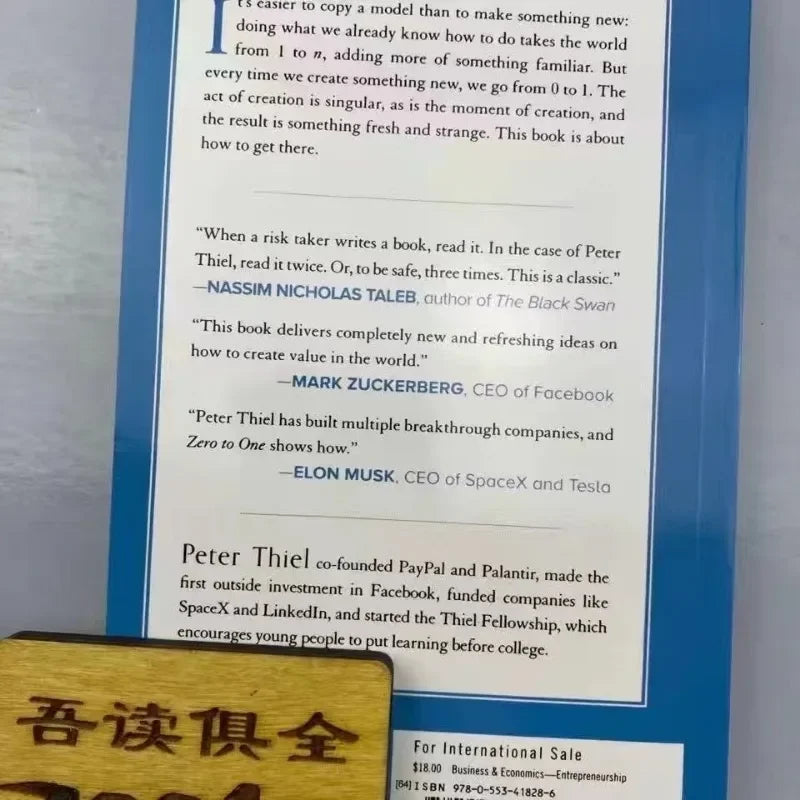 It's easier to copy a model than to make something new:
doing what we already know how to do takes the world
from 1 to n, adding more of something familiar. But
every time we create something new, we go from 0 to 1. The
act of creation is singular, as is the moment of creation, and
the result is something fresh and strange. This book is about
how to get there.
“When a risk taker writes a book, read it. In the case of Peter
Thiel, read it twice. Or, to be safe, three times. This is a classic.”
—NASSIM NICHOLAS TALEB, author of The Black Swan
“This book delivers completely new and refreshing ideas on
how to create value in the world.”
—MARK ZUCKERBERG, CEO of Facebook
“Peter Thiel has built multiple breakthrough companies, and
Zero to One shows how.”
—ELON MUSK, CEO of SpaceX and Tesla
Peter Thiel co-founded PayPal and Palantir, made the
first outside investment in Facebook, funded companies like
SpaceX and LinkedIn, and started the Thiel Fellowship, which
encourages young people to put learning before college.
吾读俱全
For International Sale
$18.00 Business & Economics—Entrepreneurship
[64] ISBN 978-0-553-41828-6